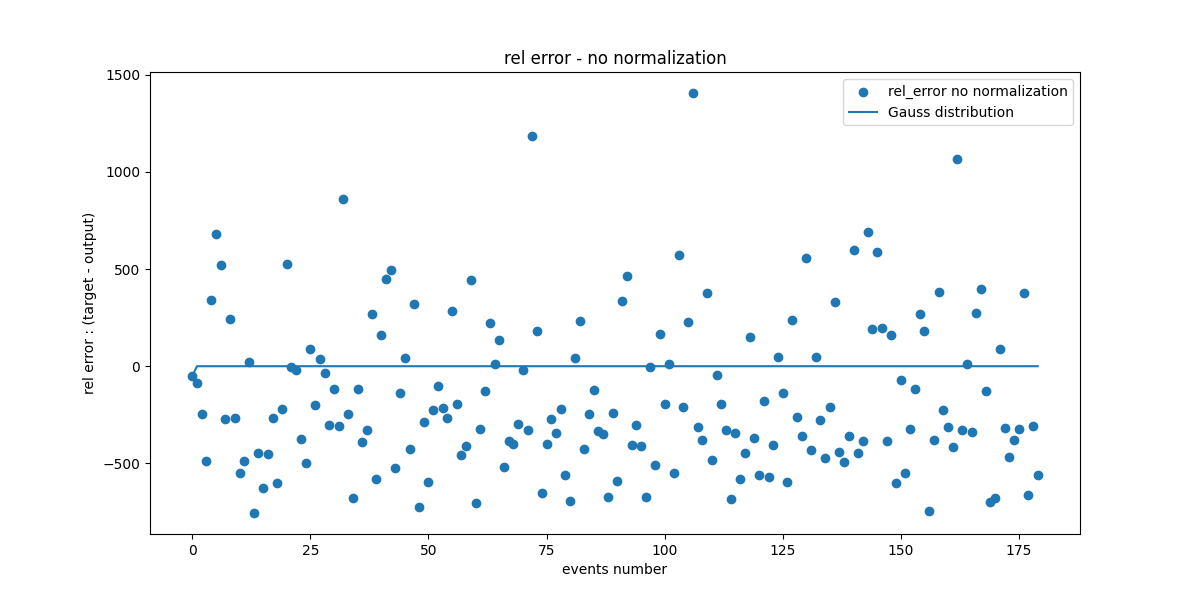 rel error - no normalization
1500
1000
500
0
−500
rel error : (target - output)
rel_error no normalization
Gauss distribution
0 25 50 75 100 125 150 175
events number